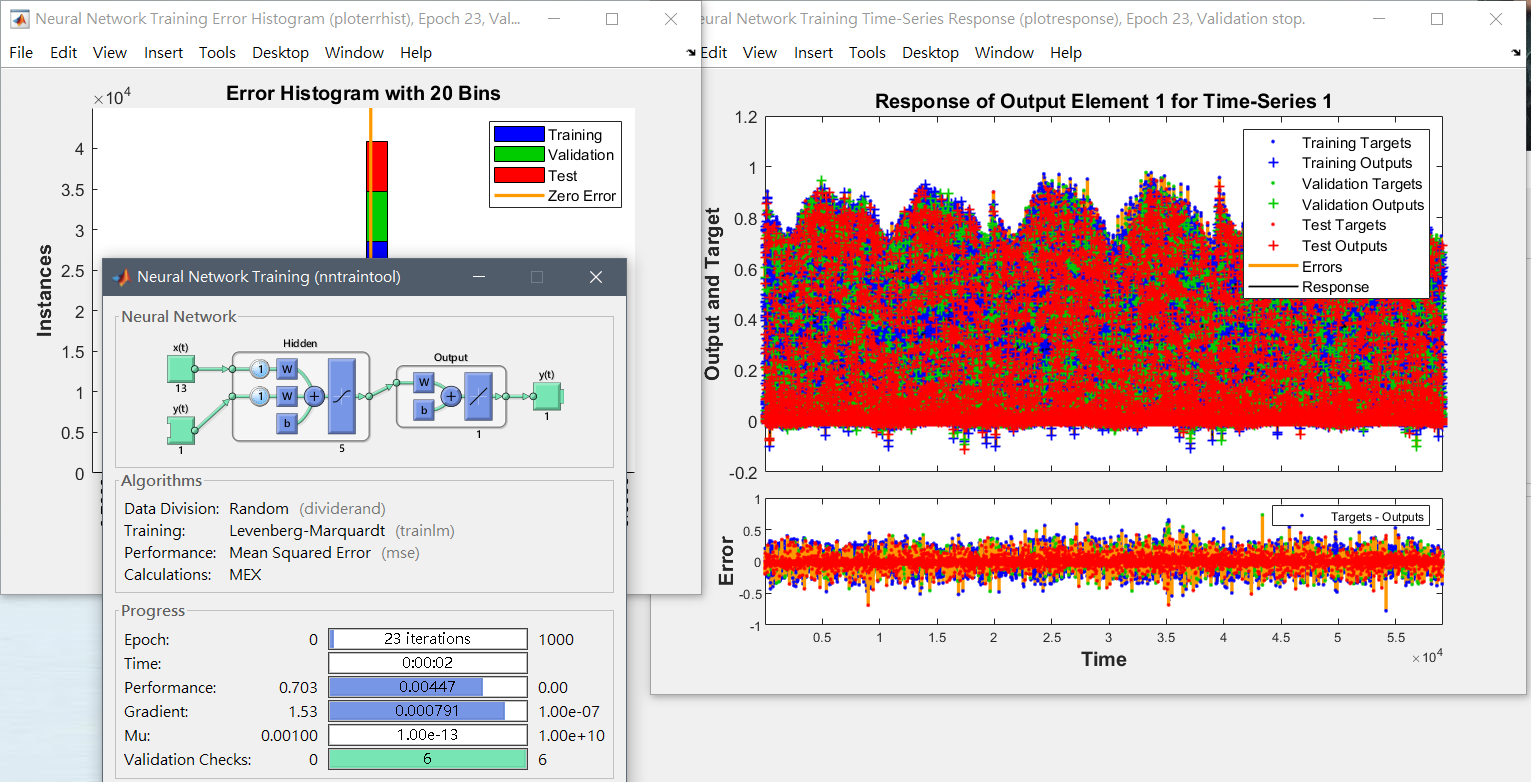 Neural Network Training Error Histogram (ploterrhist), Epoch 23, Val...
File Edit View Insert Tools Desktop Window Help
×10⁴
Error Histogram with 20 Bins
Training
Validation
Test
Zero Error
4
3.5
3
2.5
2
1.5
1
0.5
0
Instances
Neural Network Training (nntraintool)
Neural Network
Hidden
Output
x(t)
13
y(t)
1
1
W
1
W
b
+
5
W
b
+
1
y(t)
1
Algorithms
Data Division: Random (dividerand)
Training: Levenberg-Marquardt (trainlm)
Performance: Mean Squared Error (mse)
Calculations: MEX
Progress
Epoch: 0 23 iterations 1000
Time: 0:00:02
Performance: 0.703 0.00447 0.00
Gradient: 1.53 0.000791 1.00e-07
Mu: 0.00100 1.00e-13 1.00e+10
Validation Checks: 0 6 6
eural Network Training Time-Series Response (plotresponse), Epoch 23, Validation stop.
Edit View Insert Tools Desktop Window Help
Response of Output Element 1 for Time-Series 1
1.2
1
0.8
0.6
0.4
0.2
0
-0.2
Output and Target
Training Targets
Training Outputs
Validation Targets
Validation Outputs
Test Targets
Test Outputs
Errors
Response
1
0.5
0
-0.5
-1
Error
Targets - Outputs
0.5 1 1.5 2 2.5 3 3.5 4 4.5 5 5.5
×10⁴
Time